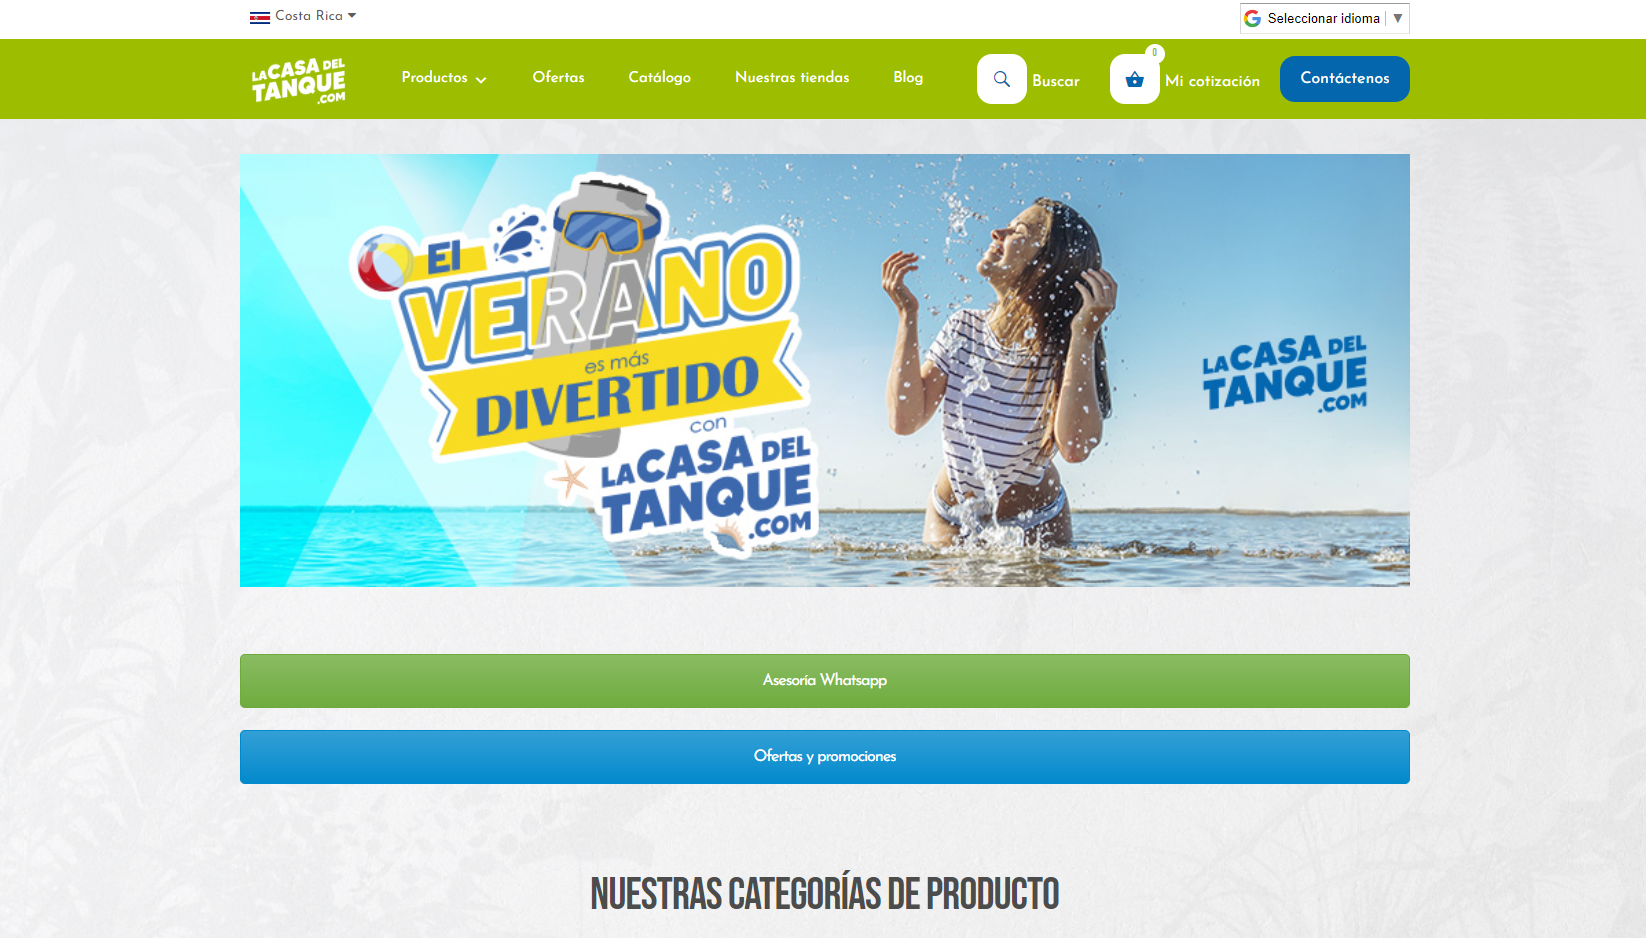 Costa Rica
Seleccionar idioma
LA CASA DEL
TANQUE
.COM
Productos
Ofertas
Catálogo
Nuestras tiendas
Blog
Buscar
0
Mi cotización
Contáctenos
El
VERANO
es más
DIVERTIDO
con
LA CASA DEL
TANQUE
.COM
LA CASA DEL
TANQUE
.COM
Asesoría Whatsapp
Ofertas y promociones
NUESTRAS CATEGORÍAS DE PRODUCTO